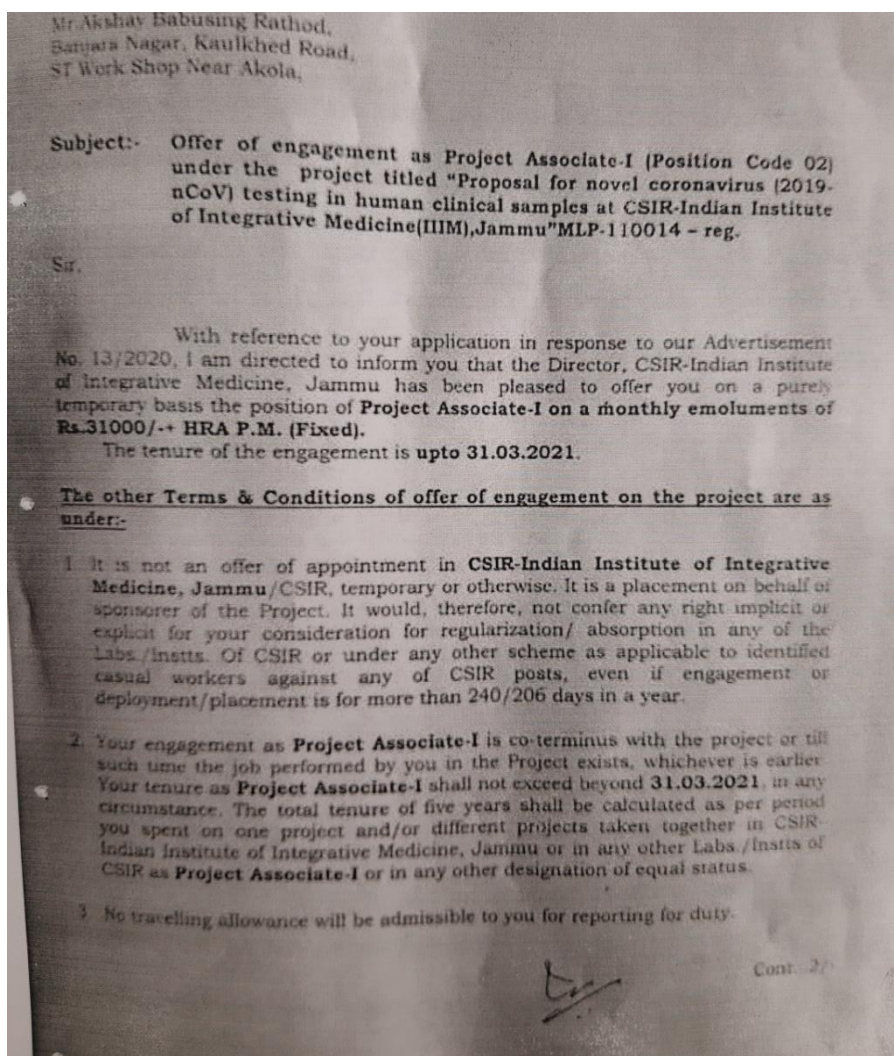 Mr.Akshay Babusing Rathod,
Banjara Nagar, Kaulkhed Road,
ST Work Shop Near Akola,
Subject:- Offer of engagement as Project Associate-I (Position Code 02)
under the project titled "Proposal for novel coronavirus (2019-
nCoV) testing in human clinical samples at CSIR-Indian Institute
of Integrative Medicine(IIIM),Jammu"MLP-110014 – reg.
Sir,
With reference to your application in response to our Advertisement
No. 13/2020, I am directed to inform you that the Director, CSIR-Indian Institute
of Integrative Medicine, Jammu has been pleased to offer you on a purely
temporary basis the position of Project Associate-I on a monthly emoluments of
Rs.31000/-+ HRA P.M. (Fixed).
The tenure of the engagement is upto 31.03.2021.
The other Terms & Conditions of offer of engagement on the project are as
under:-
1 It is not an offer of appointment in CSIR-Indian Institute of Integrative
Medicine, Jammu/CSIR, temporary or otherwise. It is a placement on behalf of
sponsorer of the Project. It would, therefore, not confer any right implicit or
explicit for your consideration for regularization/ absorption in any of the
Labs./Instts. Of CSIR or under any other scheme as applicable to identified
casual workers against any of CSIR posts, even if engagement or
deployment/placement is for more than 240/206 days in a year.
2. Your engagement as Project Associate-I is co-terminus with the project or till
such time the job performed by you in the Project exists, whichever is earlier
Your tenure as Project Associate-I shall not exceed beyond 31.03.2021, in any
circumstance. The total tenure of five years shall be calculated as per period
you spent on one project and/or different projects taken together in CSIR-
Indian Institute of Integrative Medicine, Jammu or in any other Labs./Instts of
CSIR as Project Associate-I or in any other designation of equal status.
3 No travelling allowance will be admissible to you for reporting for duty.
Cont. 2/-